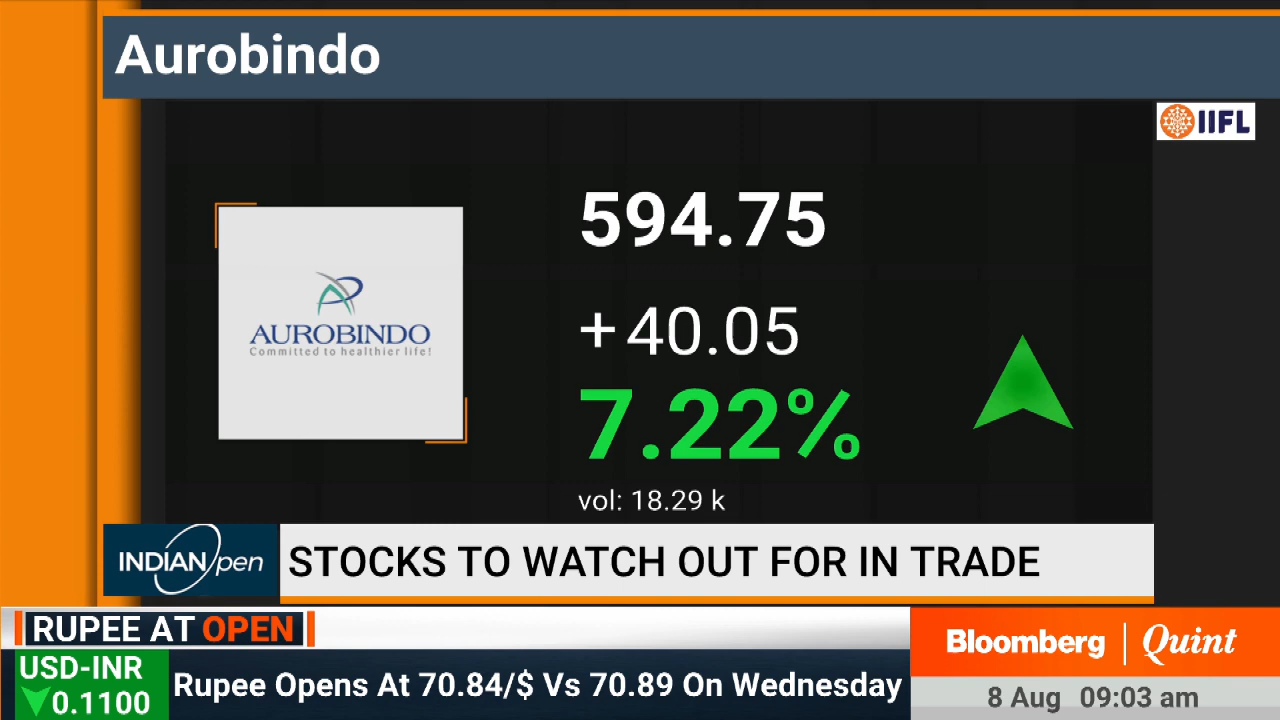 Aurobindo
IIFL
594.75
+40.05
7.22%
vol: 18.29 k
AUROBINDO
Committed to healthier life!
INDIAN Open
STOCKS TO WATCH OUT FOR IN TRADE
RUPEE AT OPEN
USD-INR
0.1100
Rupee Opens At 70.84/$ Vs 70.89 On Wednesday
Bloomberg | Quint
8 Aug 09:03 am